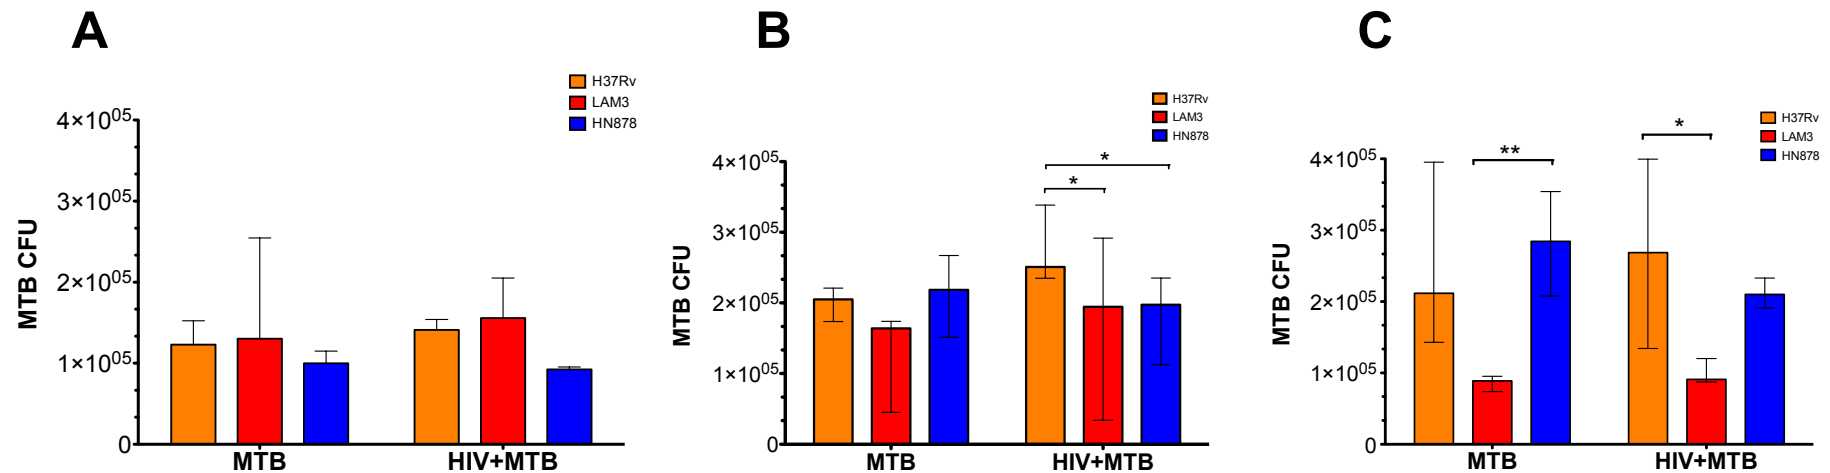 A
H37Rv
LAM3
HN878
4×10⁰⁵
3×10⁰⁵
2×10⁰⁵
1×10⁰⁵
0
MTB CFU
MTB HIV+MTB
B
H37Rv
LAM3
HN878
4×10⁰⁵
3×10⁰⁵
2×10⁰⁵
1×10⁰⁵
0
MTB CFU
*
*
MTB HIV+MTB
C
H37Rv
LAM3
HN878
4×10⁰⁵
3×10⁰⁵
2×10⁰⁵
1×10⁰⁵
0
MTB CFU
**
*
MTB HIV+MTB